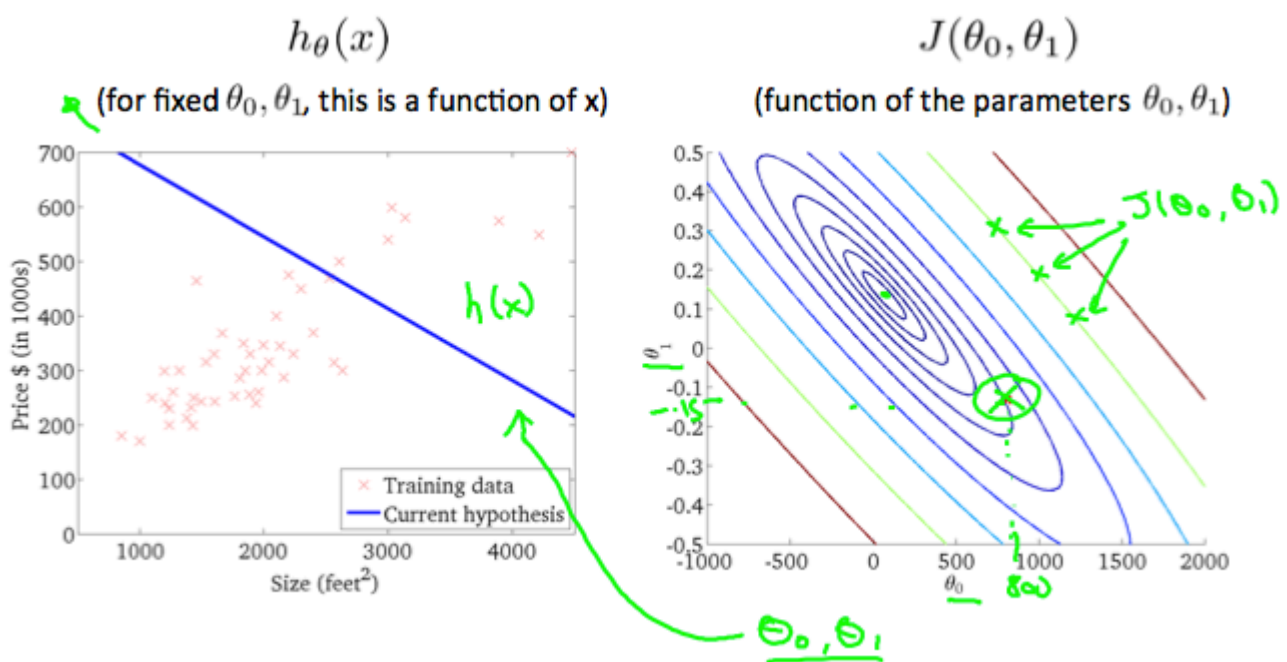 hθ(x)
(for fixed θ0, θ1, this is a function of x)
700
600
500
400
300
200
100
0
Price $ (in 1000s)
1000 2000 3000 4000
Size (feet²)
h(x)
Training data
Current hypothesis
θ0, θ1
J(θ0, θ1)
(function of the parameters θ0, θ1)
0.5
0.4
0.3
0.2
0.1
0
-0.1
-.15
-0.2
-0.3
-0.4
-0.5
θ1
-1000 -500 0 500 1000 1500 2000
θ0
800
J(θ0, θ1)